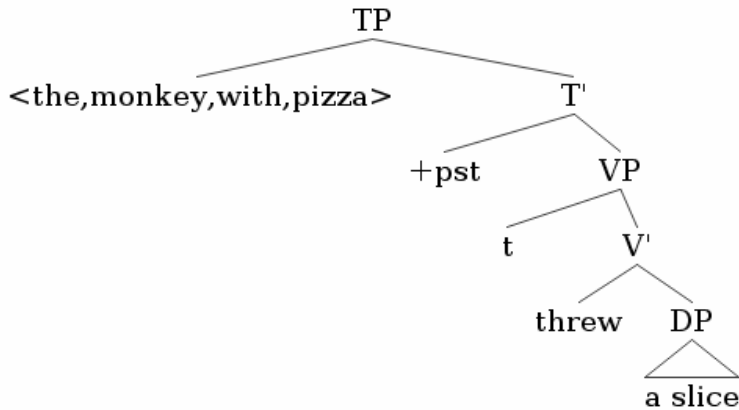 TP
<the,monkey,with,pizza> T'
+pst VP
t V'
threw DP
a slice